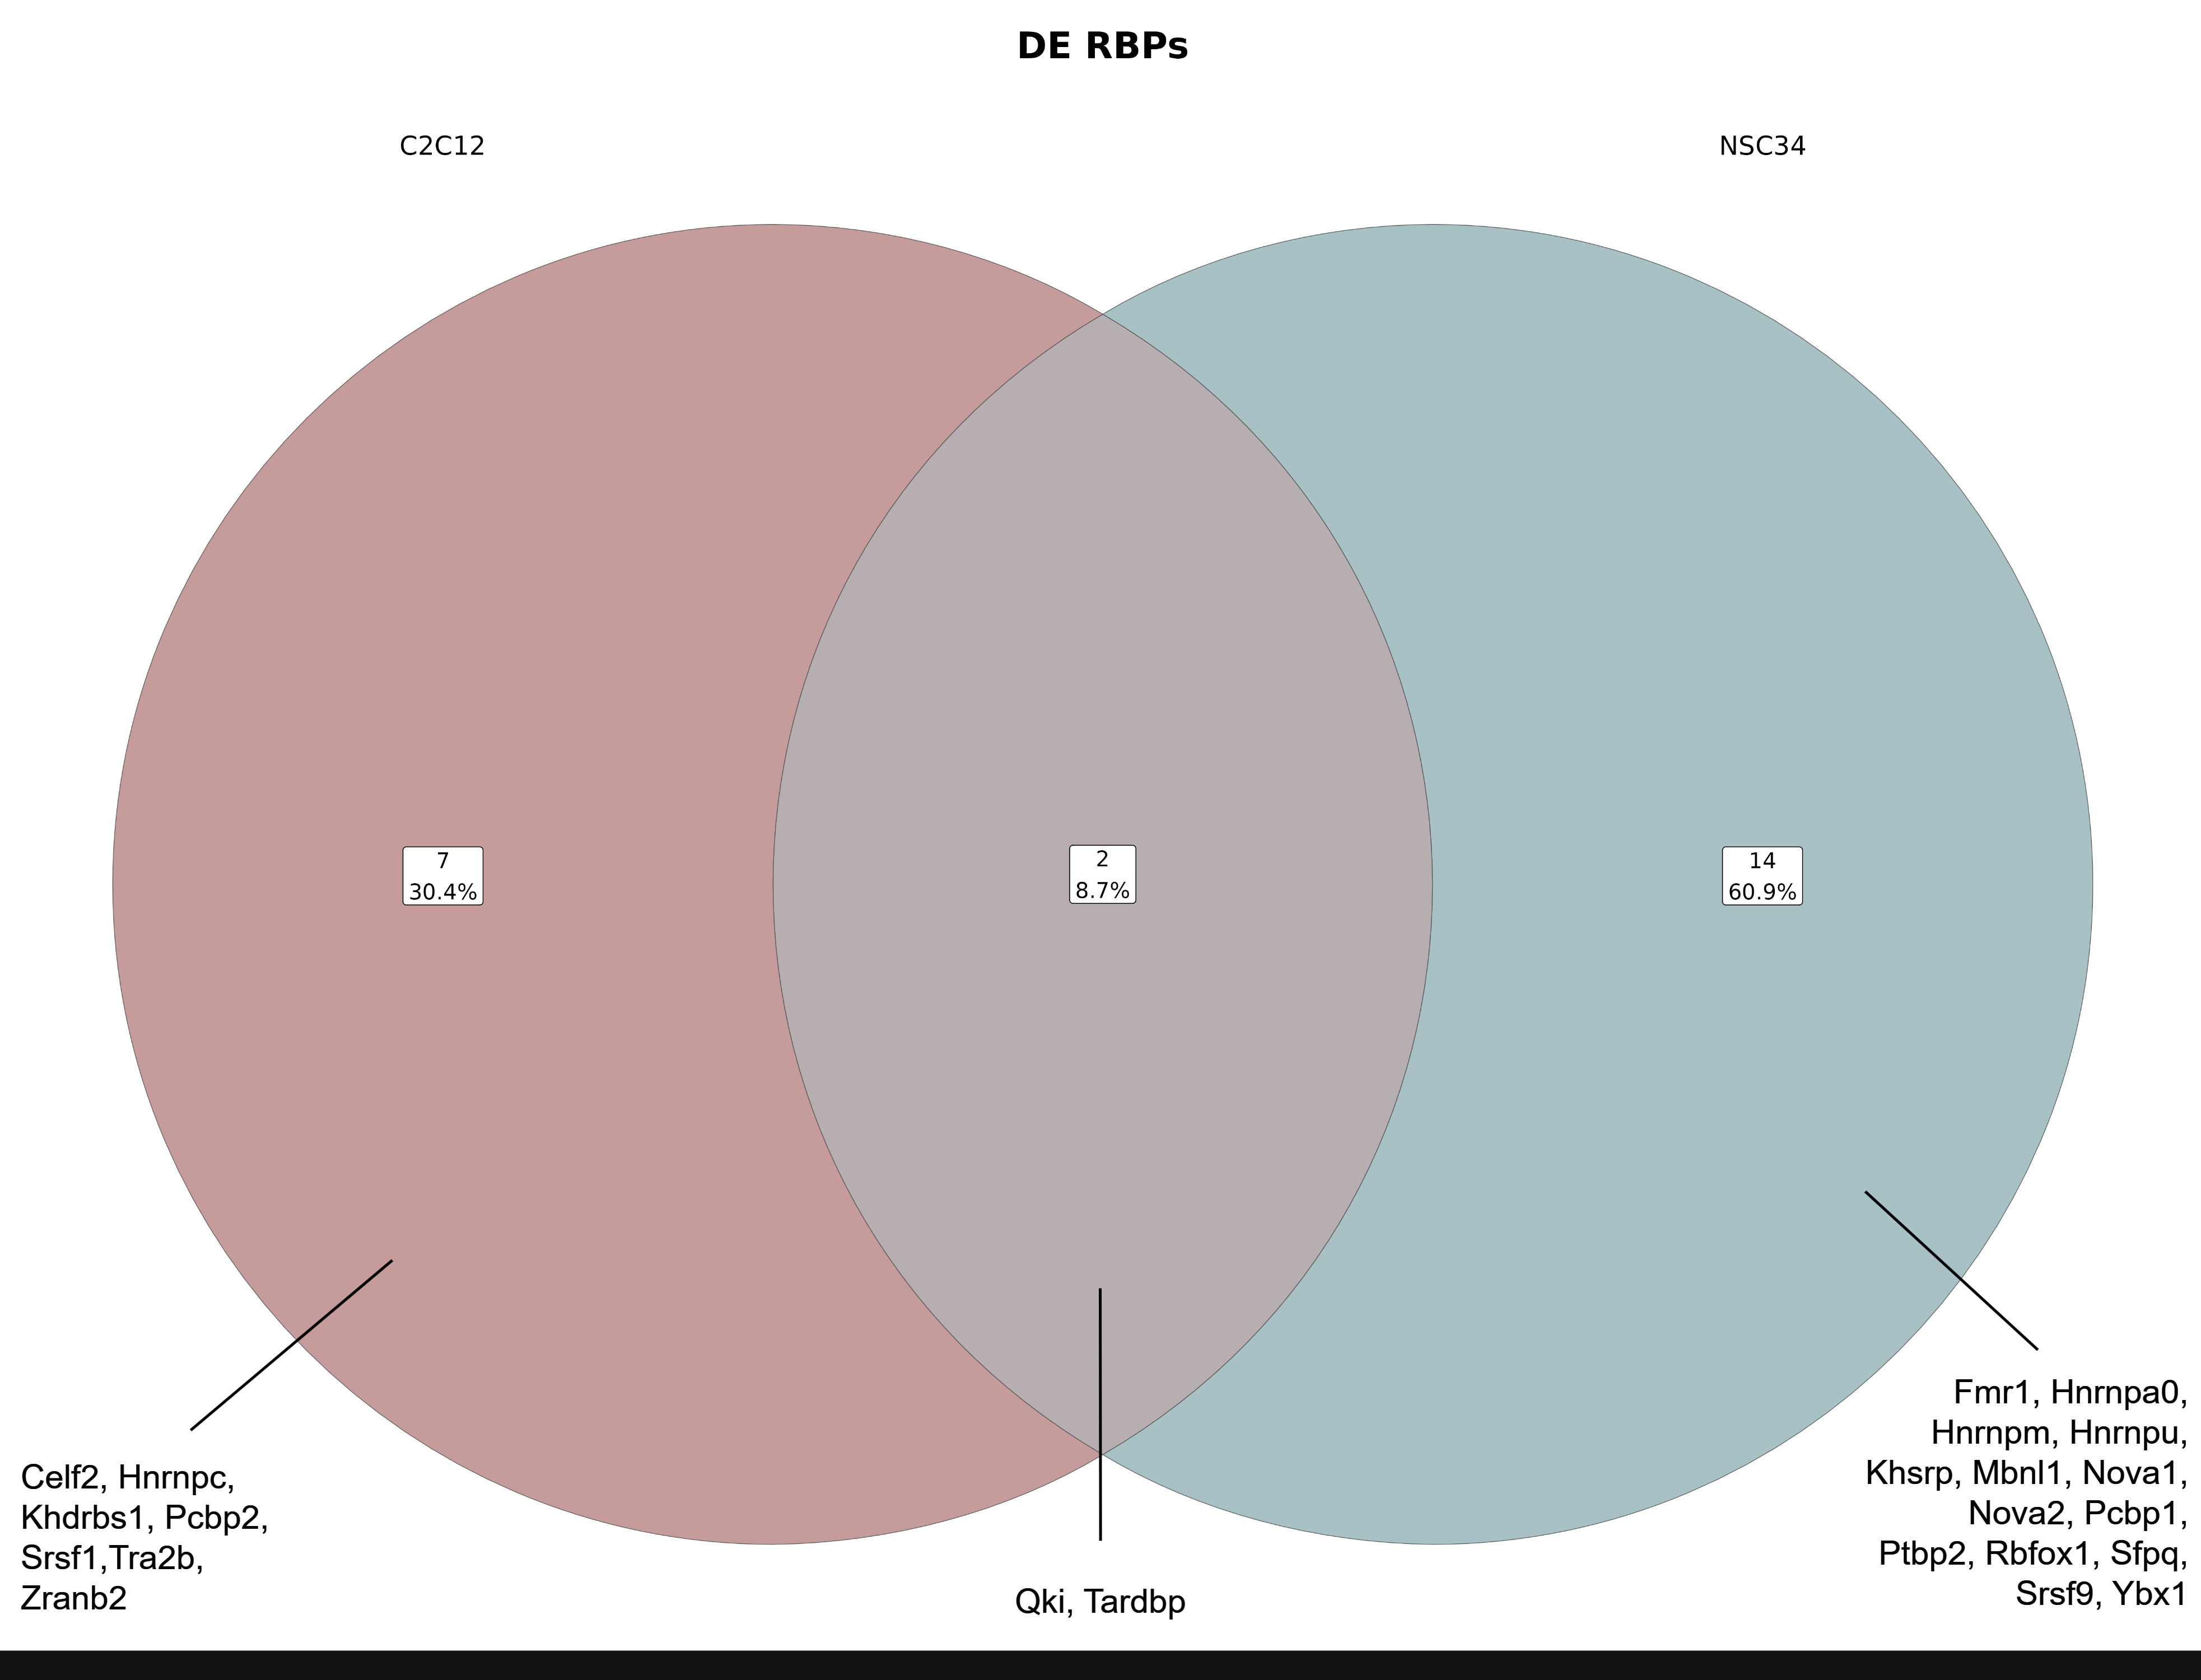 DE RBPs
C2C12
NSC34
7
30.4%
2
8.7%
14
60.9%
Celf2, Hnrnpc,
Khdrbs1, Pcbp2,
Srsf1,Tra2b,
Zranb2
Qki, Tardbp
Fmr1, Hnrnpa0,
Hnrnpm, Hnrnpu,
Khsrp, Mbnl1, Nova1,
Nova2, Pcbp1,
Ptbp2, Rbfox1, Sfpq,
Srsf9, Ybx1